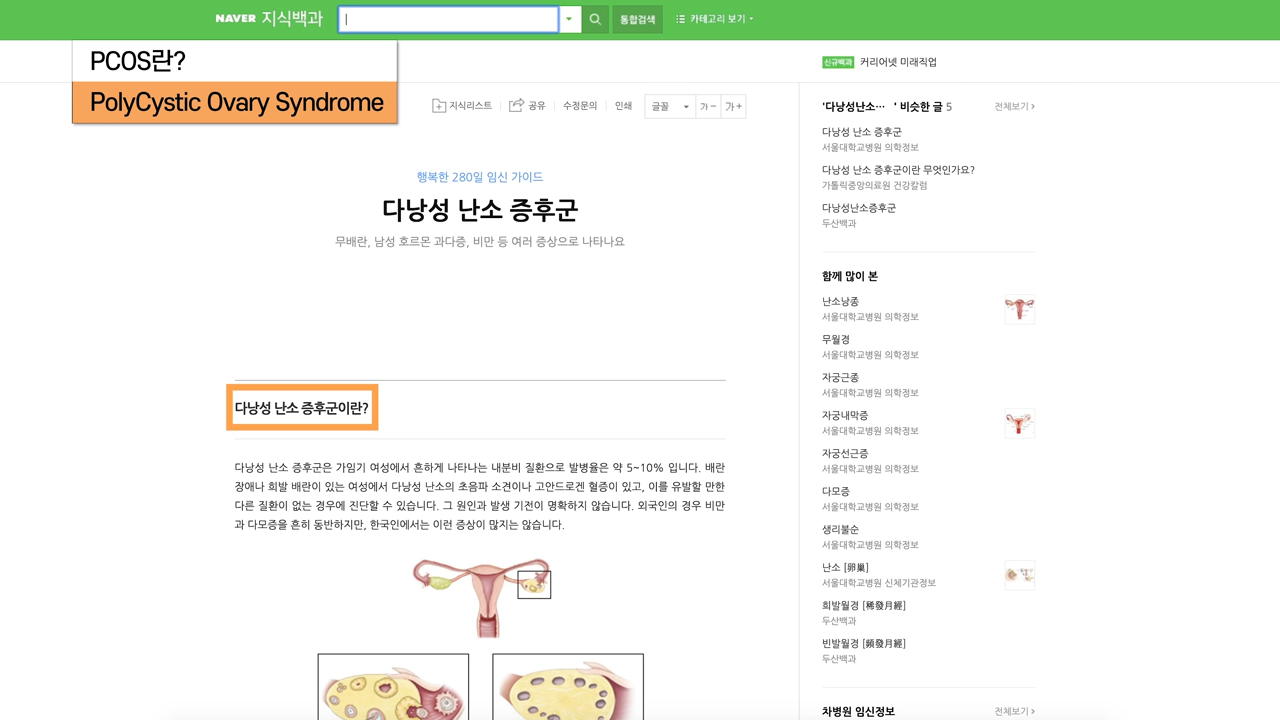 NAVER 지식백과
통합검색
카테고리 보기
PCOS란?
PolyCystic Ovary Syndrome
신규백과 커리어넷 미래직업
지식리스트
공유
수정문의
인쇄
글꼴
가 -
가 +
행복한 280일 임신 가이드
다낭성 난소 증후군
무배란, 남성 호르몬 과다증, 비만 등 여러 증상으로 나타나요
다낭성 난소 증후군이란?
다낭성 난소 증후군은 가임기 여성에서 흔하게 나타나는 내분비 질환으로 발병율은 약 5~10% 입니다. 배란
장애나 희발 배란이 있는 여성에서 다낭성 난소의 초음파 소견이나 고안드로겐 혈증이 있고, 이를 유발할 만한
다른 질환이 없는 경우에 진단할 수 있습니다. 그 원인과 발생 기전이 명확하지 않습니다. 외국인의 경우 비만
과 다모증을 흔히 동반하지만, 한국인에서는 이런 증상이 많지는 않습니다.
'다낭성난소… ' 비슷한 글 5
전체보기
다낭성 난소 증후군
서울대학교병원 의학정보
다낭성 난소 증후군이란 무엇인가요?
가톨릭중앙의료원 건강칼럼
다낭성난소증후군
두산백과
함께 많이 본
난소낭종
서울대학교병원 의학정보
무월경
서울대학교병원 의학정보
자궁근종
서울대학교병원 의학정보
자궁내막증
서울대학교병원 의학정보
자궁선근증
서울대학교병원 의학정보
다모증
서울대학교병원 의학정보
생리불순
서울대학교병원 의학정보
난소 [卵巢]
서울대학교병원 신체기관정보
희발월경 [稀發月經]
두산백과
빈발월경 [頻發月經]
두산백과
차병원 임신정보
전체보기